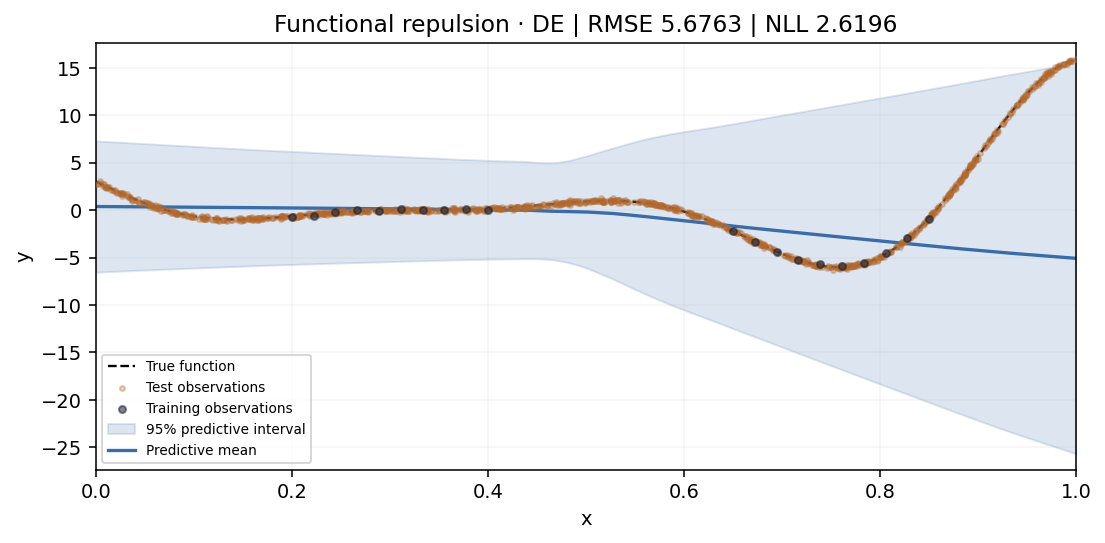 Functional repulsion · DE | RMSE 5.6763 | NLL 2.6196
15
10
5
0
−5
−10
−15
−20
−25
y
True function
Test observations
Training observations
95% predictive interval
Predictive mean
0.0 0.2 0.4 0.6 0.8 1.0
x